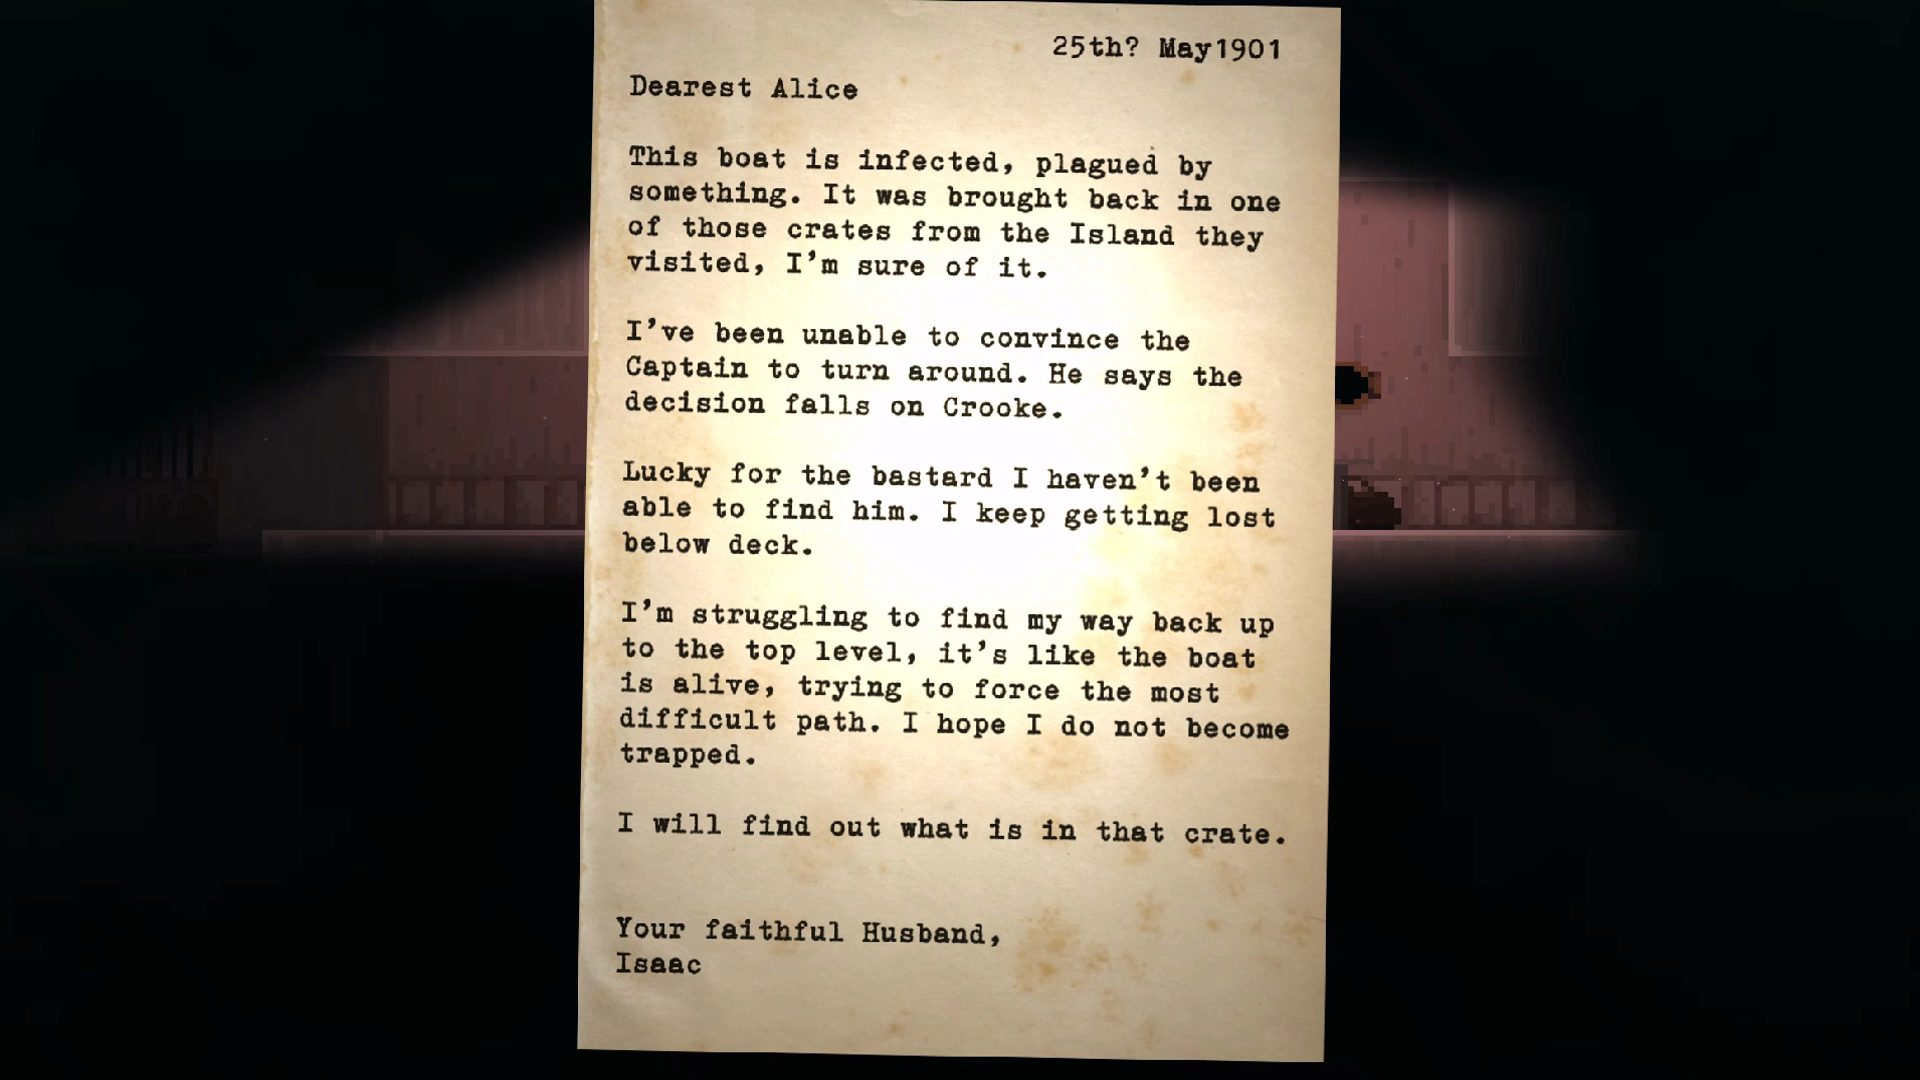 25th? May1901
Dearest Alice
This boat is infected, plagued by
something. It was brought back in one
of those crates from the Island they
visited, I'm sure of it.
I've been unable to convince the
Captain to turn around. He says the
decision falls on Crooke.
Lucky for the bastard I haven't been
able to find him. I keep getting lost
below deck.
I'm struggling to find my way back up
to the top level, it's like the boat
is alive, trying to force the most
difficult path. I hope I do not become
trapped.
I will find out what is in that crate.
Your faithful Husband,
Isaac